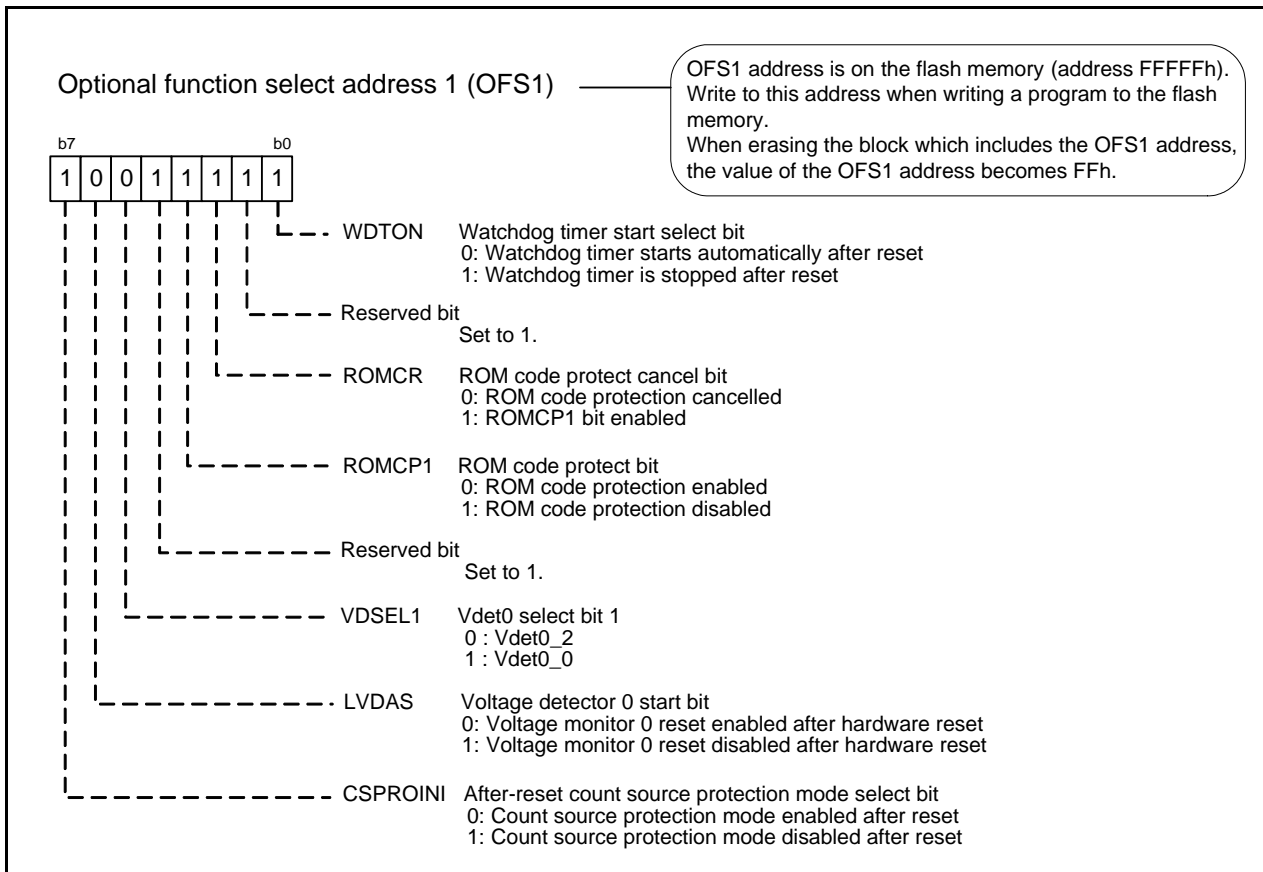 Optional function select address 1 (OFS1)
OFS1 address is on the flash memory (address FFFFFh).
Write to this address when writing a program to the flash
memory.
When erasing the block which includes the OFS1 address,
the value of the OFS1 address becomes FFh.
b7 b0
1 0 0 1 1 1 1 1
WDTON Watchdog timer start select bit
0: Watchdog timer starts automatically after reset
1: Watchdog timer is stopped after reset
Reserved bit
Set to 1.
ROMCR ROM code protect cancel bit
0: ROM code protection cancelled
1: ROMCP1 bit enabled
ROMCP1 ROM code protect bit
0: ROM code protection enabled
1: ROM code protection disabled
Reserved bit
Set to 1.
VDSEL1 Vdet0 select bit 1
0 : Vdet0_2
1 : Vdet0_0
LVDAS Voltage detector 0 start bit
0: Voltage monitor 0 reset enabled after hardware reset
1: Voltage monitor 0 reset disabled after hardware reset
CSPROINI After-reset count source protection mode select bit
0: Count source protection mode enabled after reset
1: Count source protection mode disabled after reset